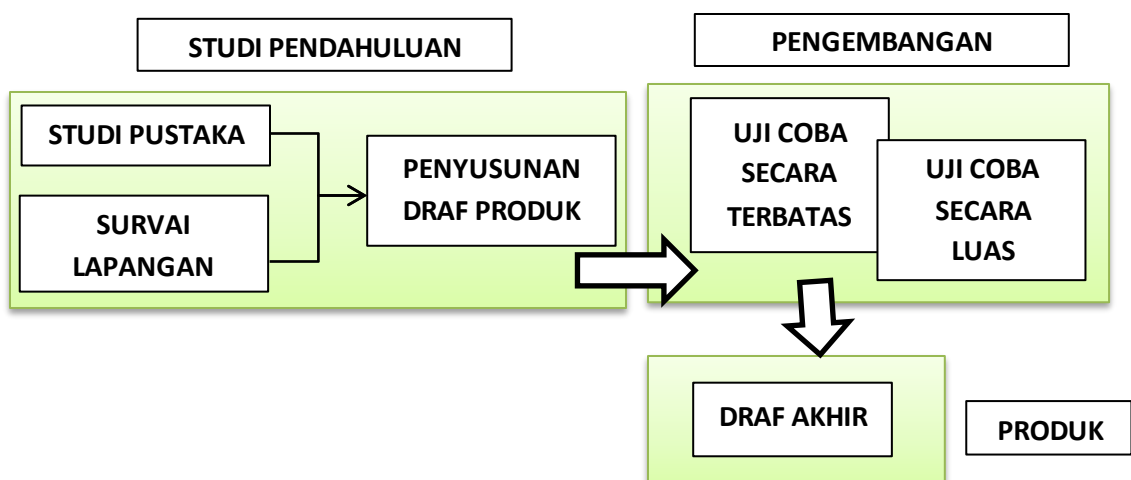 STUDI PENDAHULUAN
PENGEMBANGAN
STUDI PUSTAKA
SURVAI
LAPANGAN
PENYUSUNAN
DRAF PRODUK
UJI COBA
SECARA
TERBATAS
UJI COBA
SECARA
LUAS
DRAF AKHIR
PRODUK